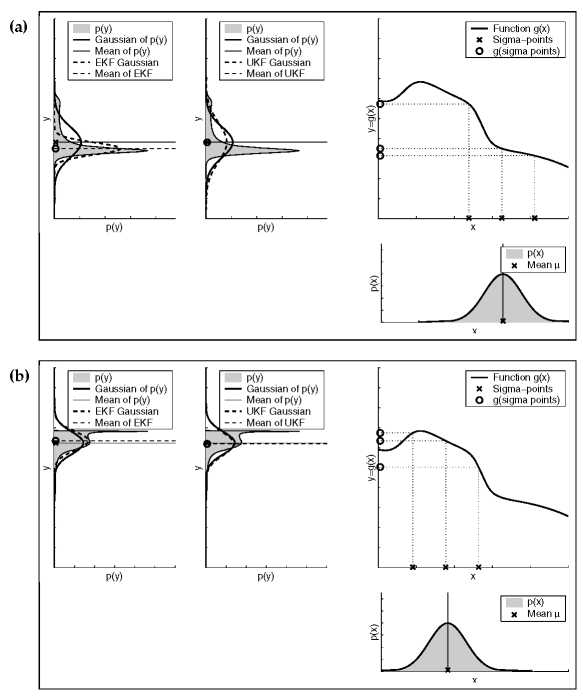 (a)
p(y)
Gaussian of p(y)
Mean of p(y)
EKF Gaussian
Mean of EKF
y
p(y)
p(y)
Gaussian of p(y)
Mean of p(y)
UKF Gaussian
Mean of UKF
y
p(y)
Function g(x)
Sigma-points
g(sigma points)
y=g(x)
x
p(x)
Mean μ
p(x)
x
(b)
p(y)
Gaussian of p(y)
Mean of p(y)
EKF Gaussian
Mean of EKF
y
p(y)
p(y)
Gaussian of p(y)
Mean of p(y)
UKF Gaussian
Mean of UKF
y
p(y)
Function g(x)
Sigma-points
g(sigma points)
y=g(x)
x
p(x)
Mean μ
p(x)
x